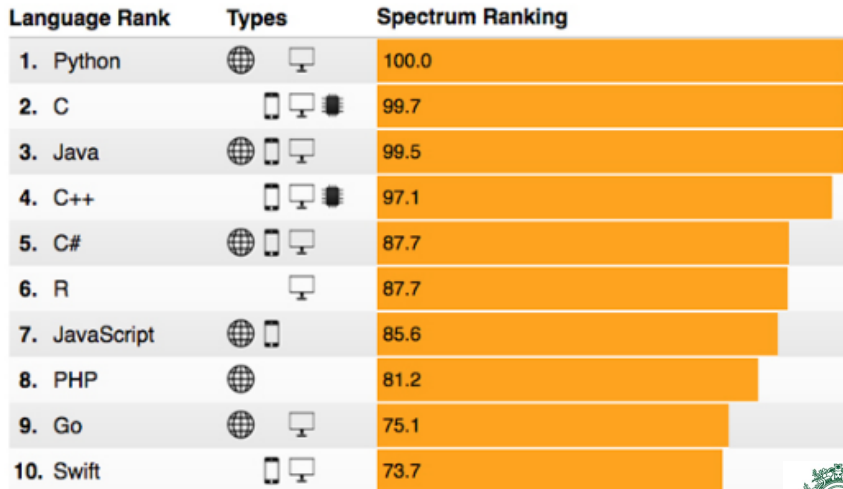 Language Rank Types Spectrum Ranking
1. Python 100.0
2. C 99.7
3. Java 99.5
4. C++ 97.1
5. C# 87.7
6. R 87.7
7. JavaScript 85.6
8. PHP 81.2
9. Go 75.1
10. Swift 73.7